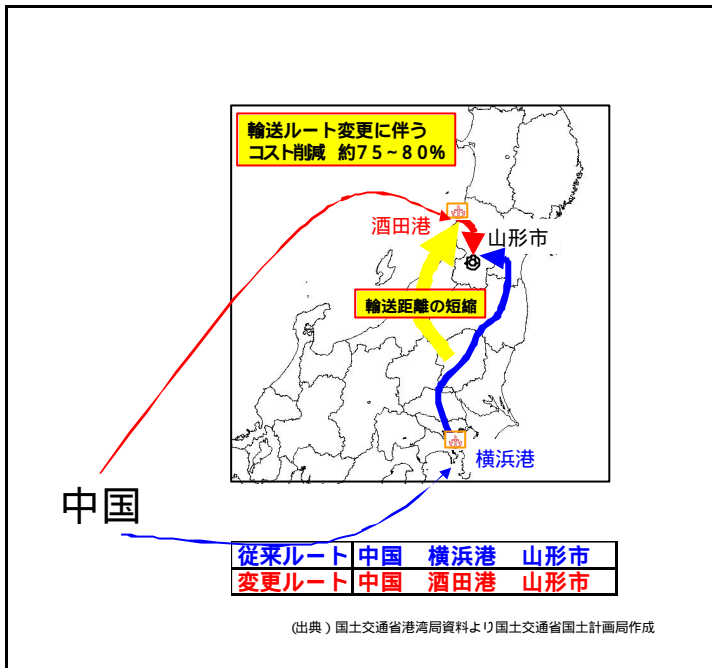 輸送ルート変更に伴う
コスト削減 約75~80%
酒田港
山形市
輸送距離の短縮
横浜港
中国
従来ルート 中国 横浜港 山形市
変更ルート 中国 酒田港 山形市
(出典)国土交通省港湾局資料より国土交通省国土計画局作成